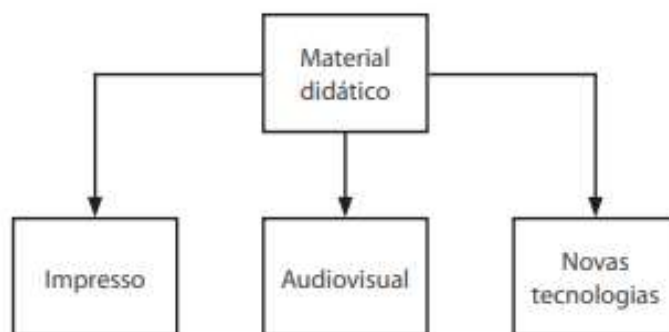 Material
didático
Impresso
Audiovisual
Novas
tecnologias